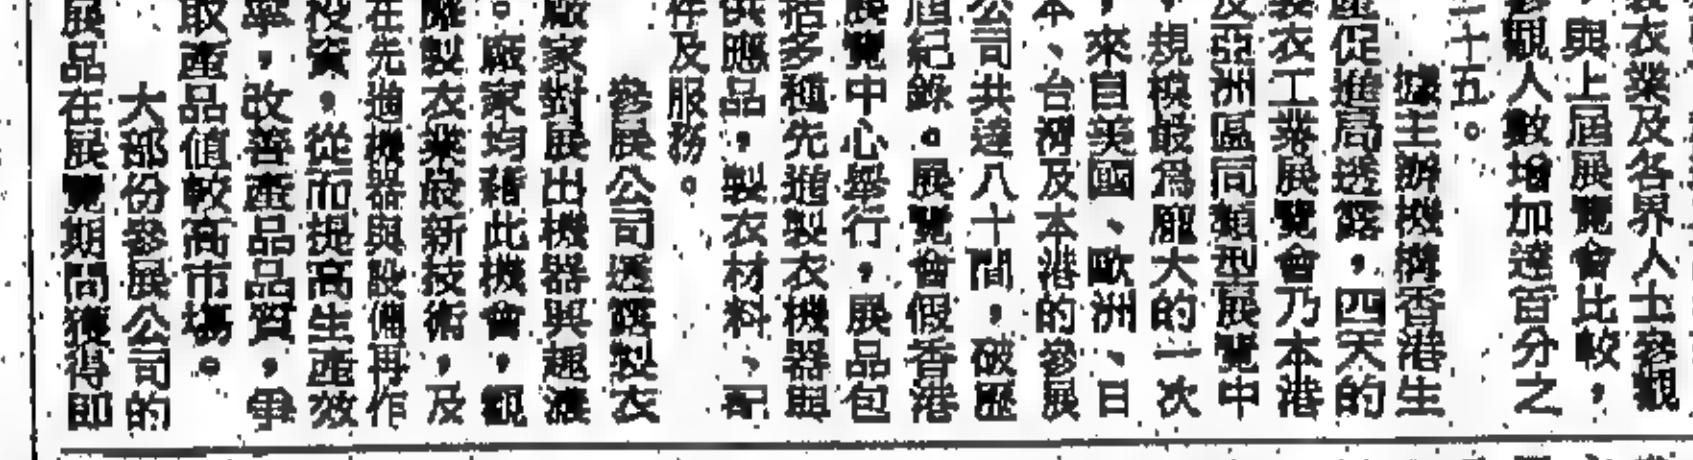 製衣業及各界人士參觀
，與上屆展覽會比較，
參觀人數增加達百分之
二十五。
據主辦機構香港生
產促進局透露，四天的
製衣工業展覽會乃本港
及亞洲區同類型展覽中
，規模最為龐大的一次
，來自美國、歐洲、日
本、台灣及本港的參展
公司共達八十間，破歷
屆紀錄。展覽會假香港
展覽中心舉行，展品包
括多種先進製衣機器與
供應品，製衣材料、配
件及服務。
參展公司透露製衣
廠家對展出機器興趣濃
。廠家均藉此機會，觀
摩製衣業最新技術，及
在先進機器與設備再作
投資，從而提高生產效
率，改善產品品質，爭
取產品值較高市場。
大部份參展公司的
展品在展覽期間獲得即